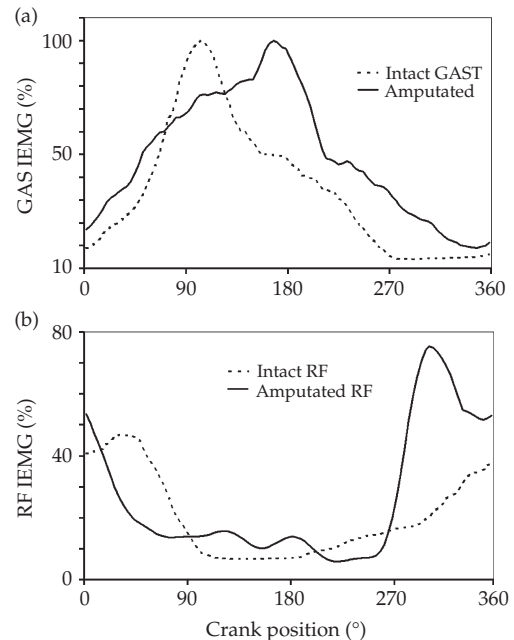 (a)
100
50
10
GAS IEMG (%)
Intact GAST
Amputated
0 90 180 270 360
(b)
80
40
0
RF IEMG (%)
Intact RF
Amputated RF
0 90 180 270 360
Crank position (°)